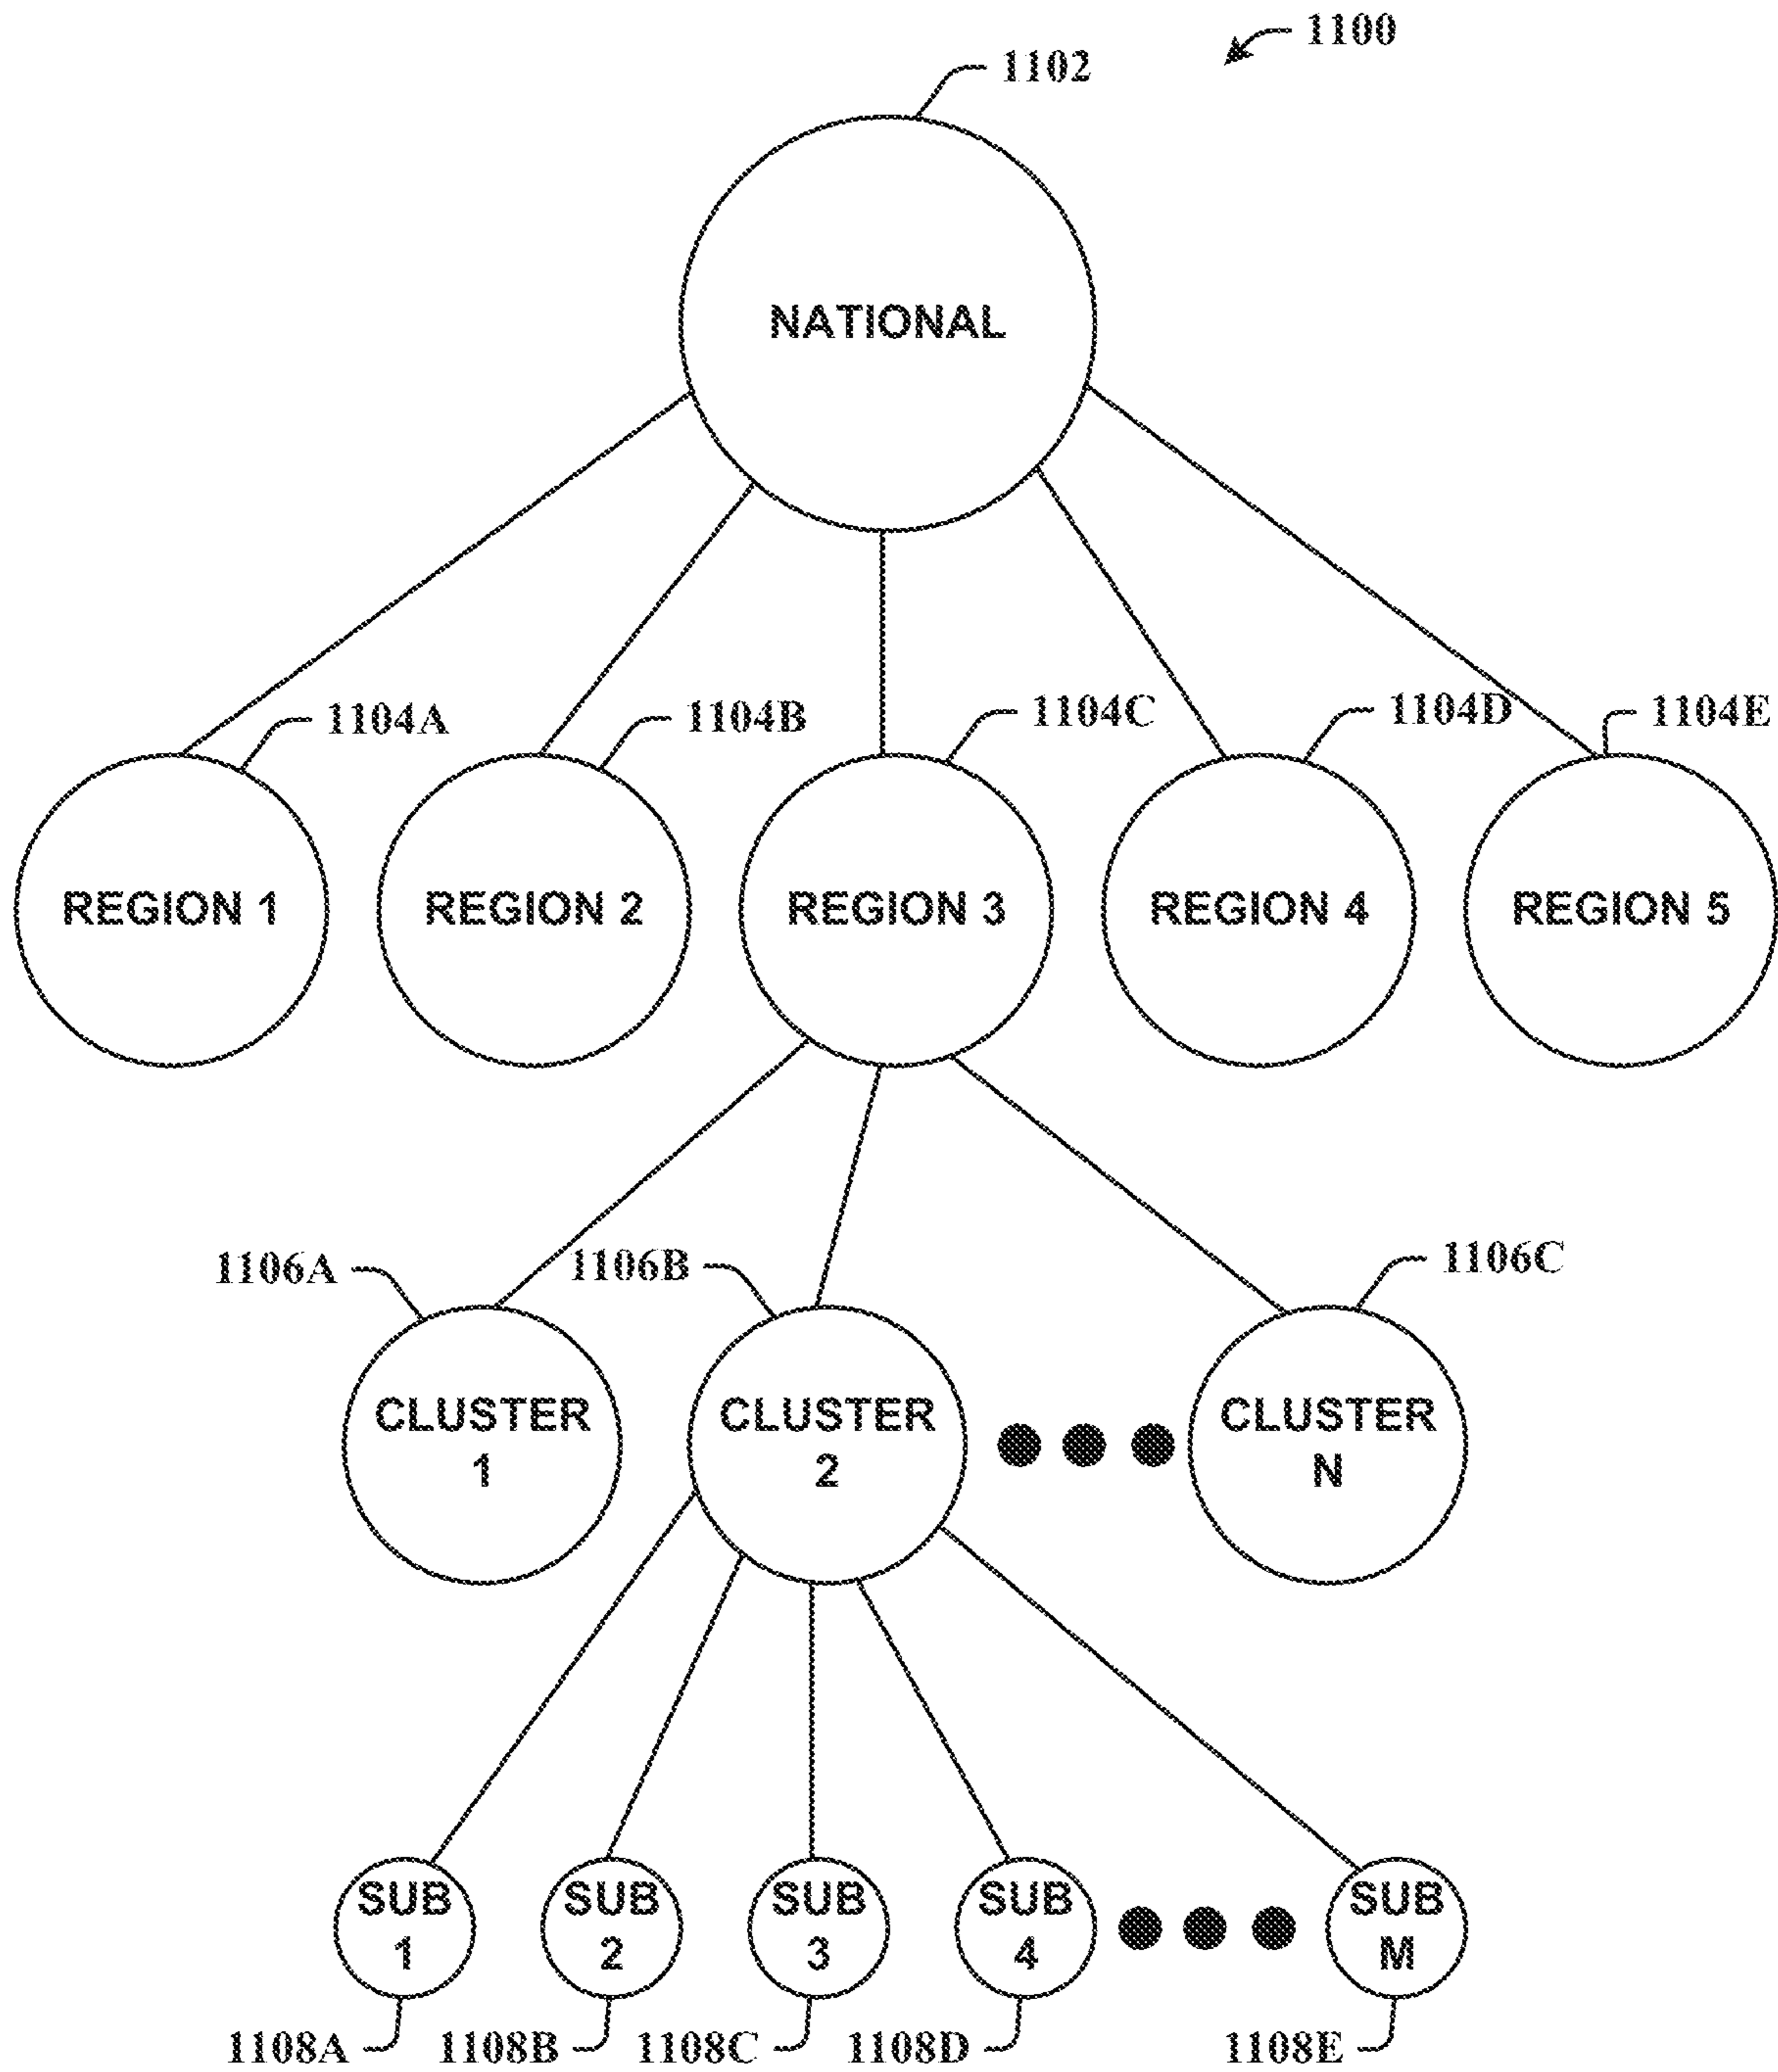 1100
1102
NATIONAL
1104A
1104B
1104C
1104D
1104E
REGION 1
REGION 2
REGION 3
REGION 4
REGION 5
1106A
1106B
1106C
CLUSTER
1
CLUSTER
2
CLUSTER
N
SUB
1
SUB
2
SUB
3
SUB
4
SUB
M
1108A
1108B
1108C
1108D
1108E